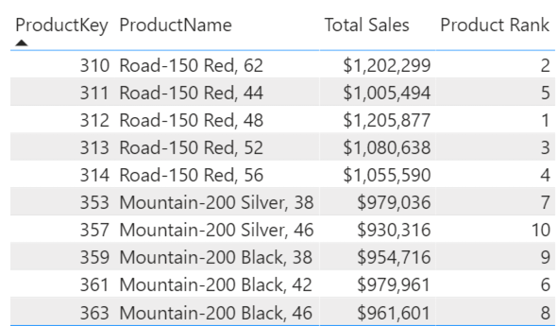 ProductKey ProductName Total Sales Product Rank
310 Road-150 Red, 62 $1,202,299 2
311 Road-150 Red, 44 $1,005,494 5
312 Road-150 Red, 48 $1,205,877 1
313 Road-150 Red, 52 $1,080,638 3
314 Road-150 Red, 56 $1,055,590 4
353 Mountain-200 Silver, 38 $979,036 7
357 Mountain-200 Silver, 46 $930,316 10
359 Mountain-200 Black, 38 $954,716 9
361 Mountain-200 Black, 42 $979,961 6
363 Mountain-200 Black, 46 $961,601 8